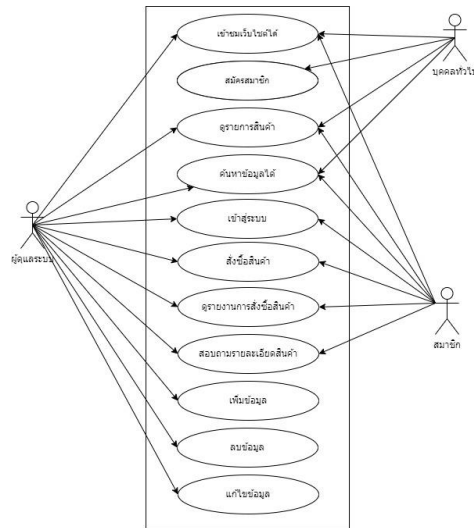 เข้าชมเว็บไซต์ได้
บุคคลทั่วไป
สมัครสมาชิก
ดูรายการสินค้า
ค้นหาข้อมูลได้
เข้าสู่ระบบ
ผู้ดูแลระบบ
สั่งซื้อสินค้า
ดูรายงานการสั่งซื้อสินค้า
สมาชิก
สอบถามรายละเอียดสินค้า
เพิ่มข้อมูล
ลบข้อมูล
แก้ไขข้อมูล